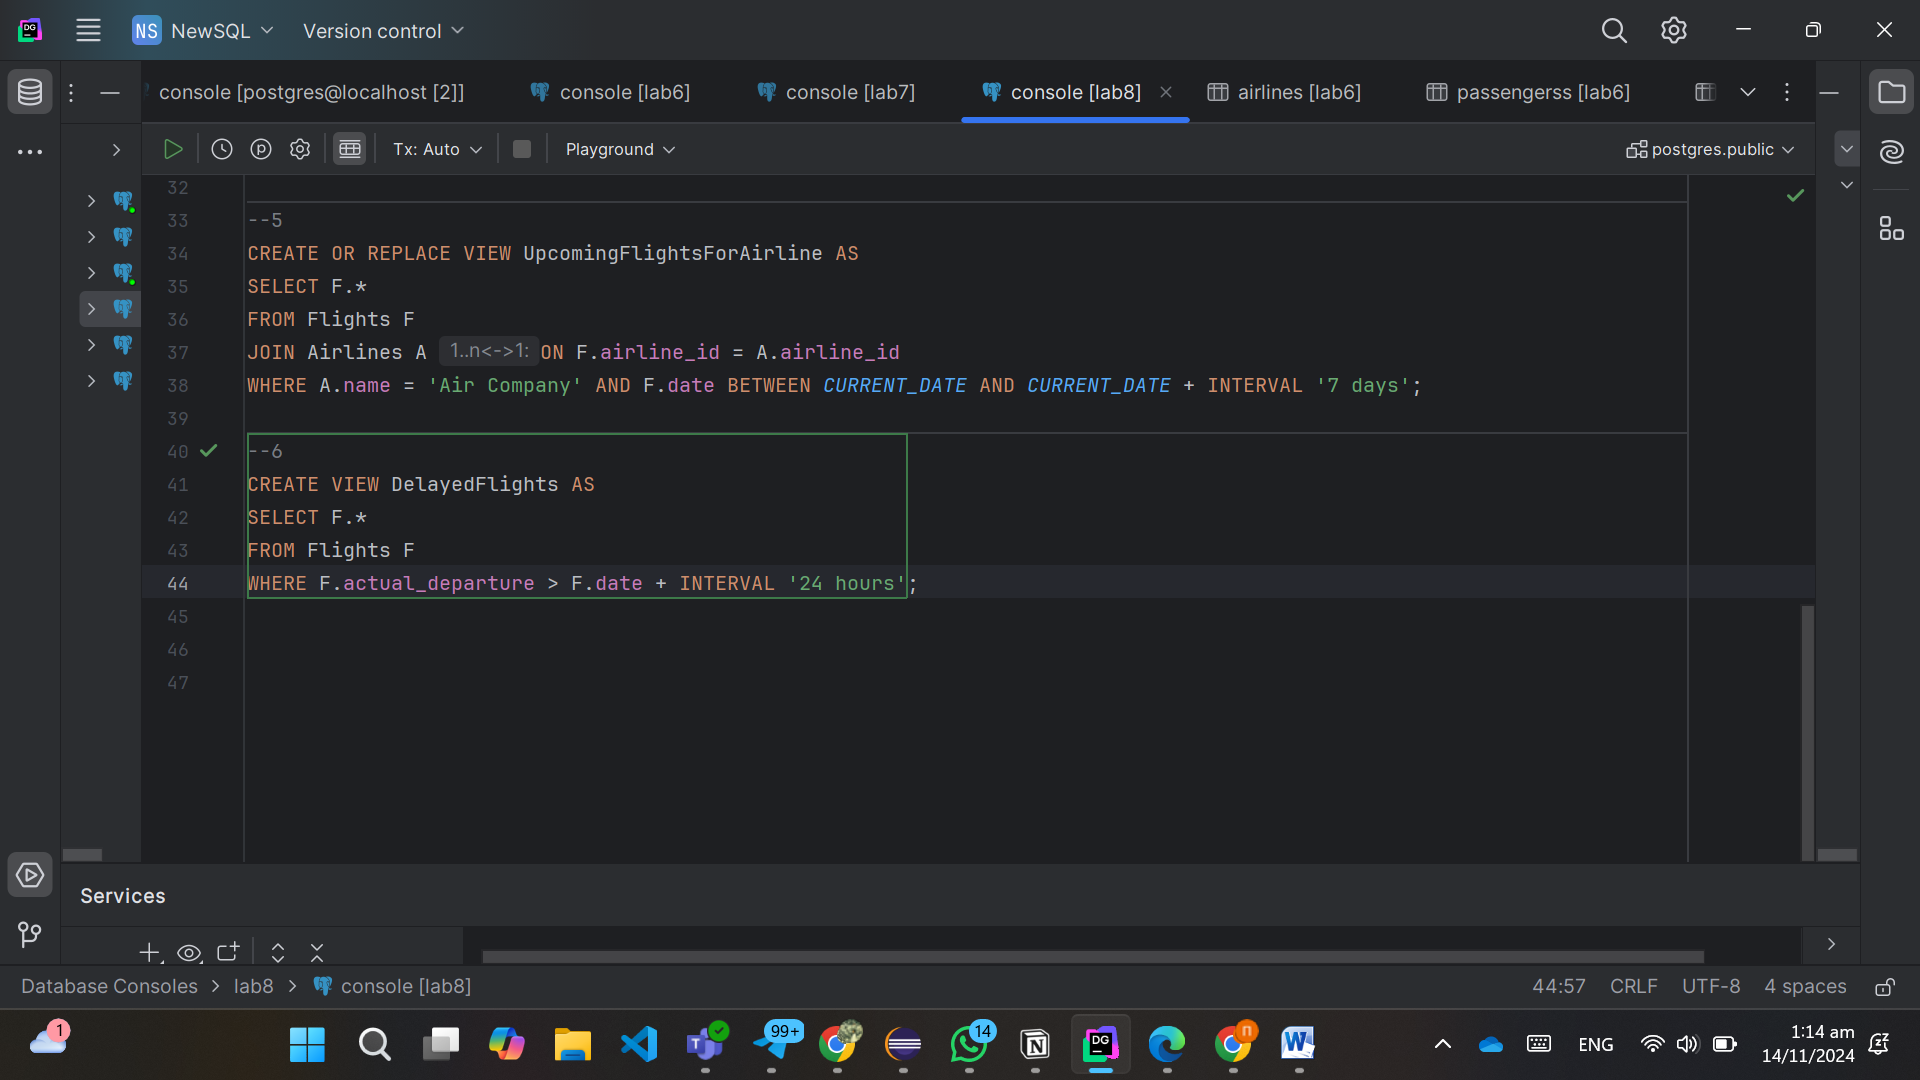 DG
NS NewSQL Version control
console [postgres@localhost [2]] console [lab6] console [lab7] console [lab8] airlines [lab6] passengerss [lab6]
Tx: Auto Playground postgres.public
32
33 --5
34 CREATE OR REPLACE VIEW UpcomingFlightsForAirline AS
35 SELECT F.*
36 FROM Flights F
37 JOIN Airlines A 1..n<->1: ON F.airline_id = A.airline_id
38 WHERE A.name = 'Air Company' AND F.date BETWEEN CURRENT_DATE AND CURRENT_DATE + INTERVAL '7 days';
39
40 --6
41 CREATE VIEW DelayedFlights AS
42 SELECT F.*
43 FROM Flights F
44 WHERE F.actual_departure > F.date + INTERVAL '24 hours';
45
46
47
Services
Database Consoles > lab8 > console [lab8] 44:57 CRLF UTF-8 4 spaces
1 99+ 14 n DG ENG 1:14 am
14/11/2024